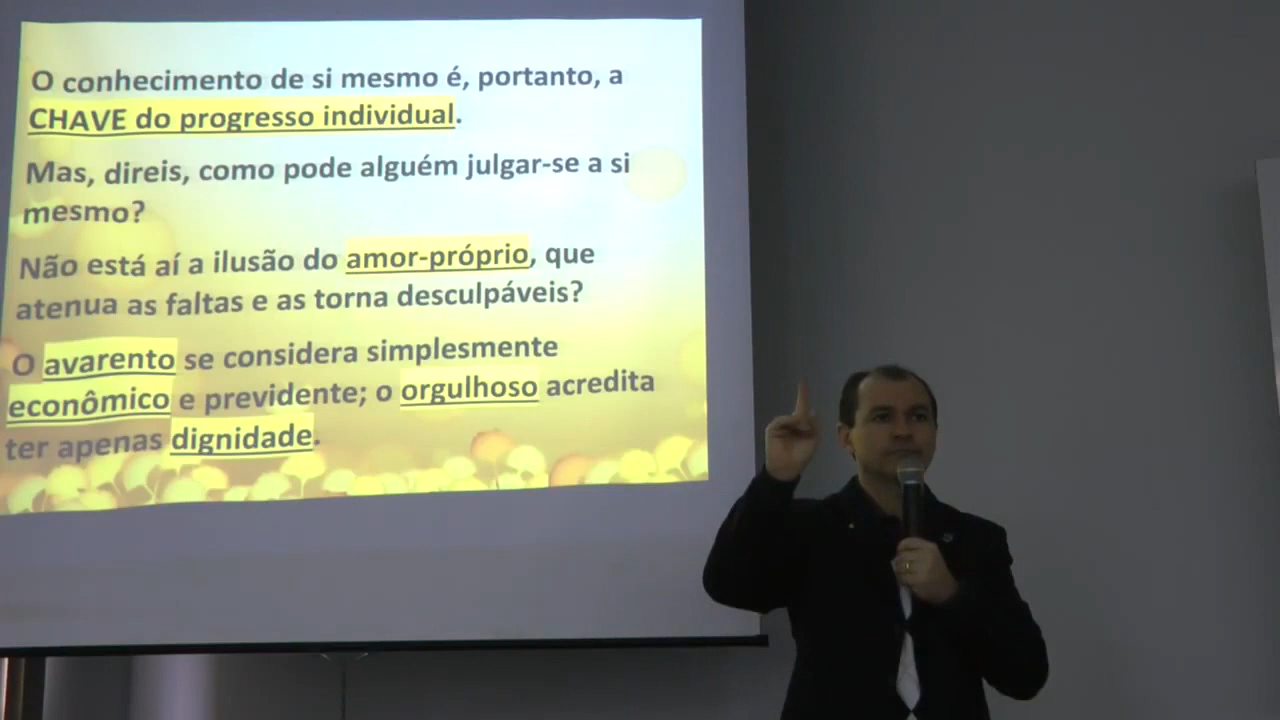 O conhecimento de si mesmo é, portanto, a
CHAVE do progresso individual.
Mas, direis, como pode alguém julgar-se a si
mesmo?
Não está aí a ilusão do amor-próprio, que
atenua as faltas e as torna desculpáveis?
O avarento se considera simplesmente
econômico e previdente; o orgulhoso acredita
ter apenas dignidade.